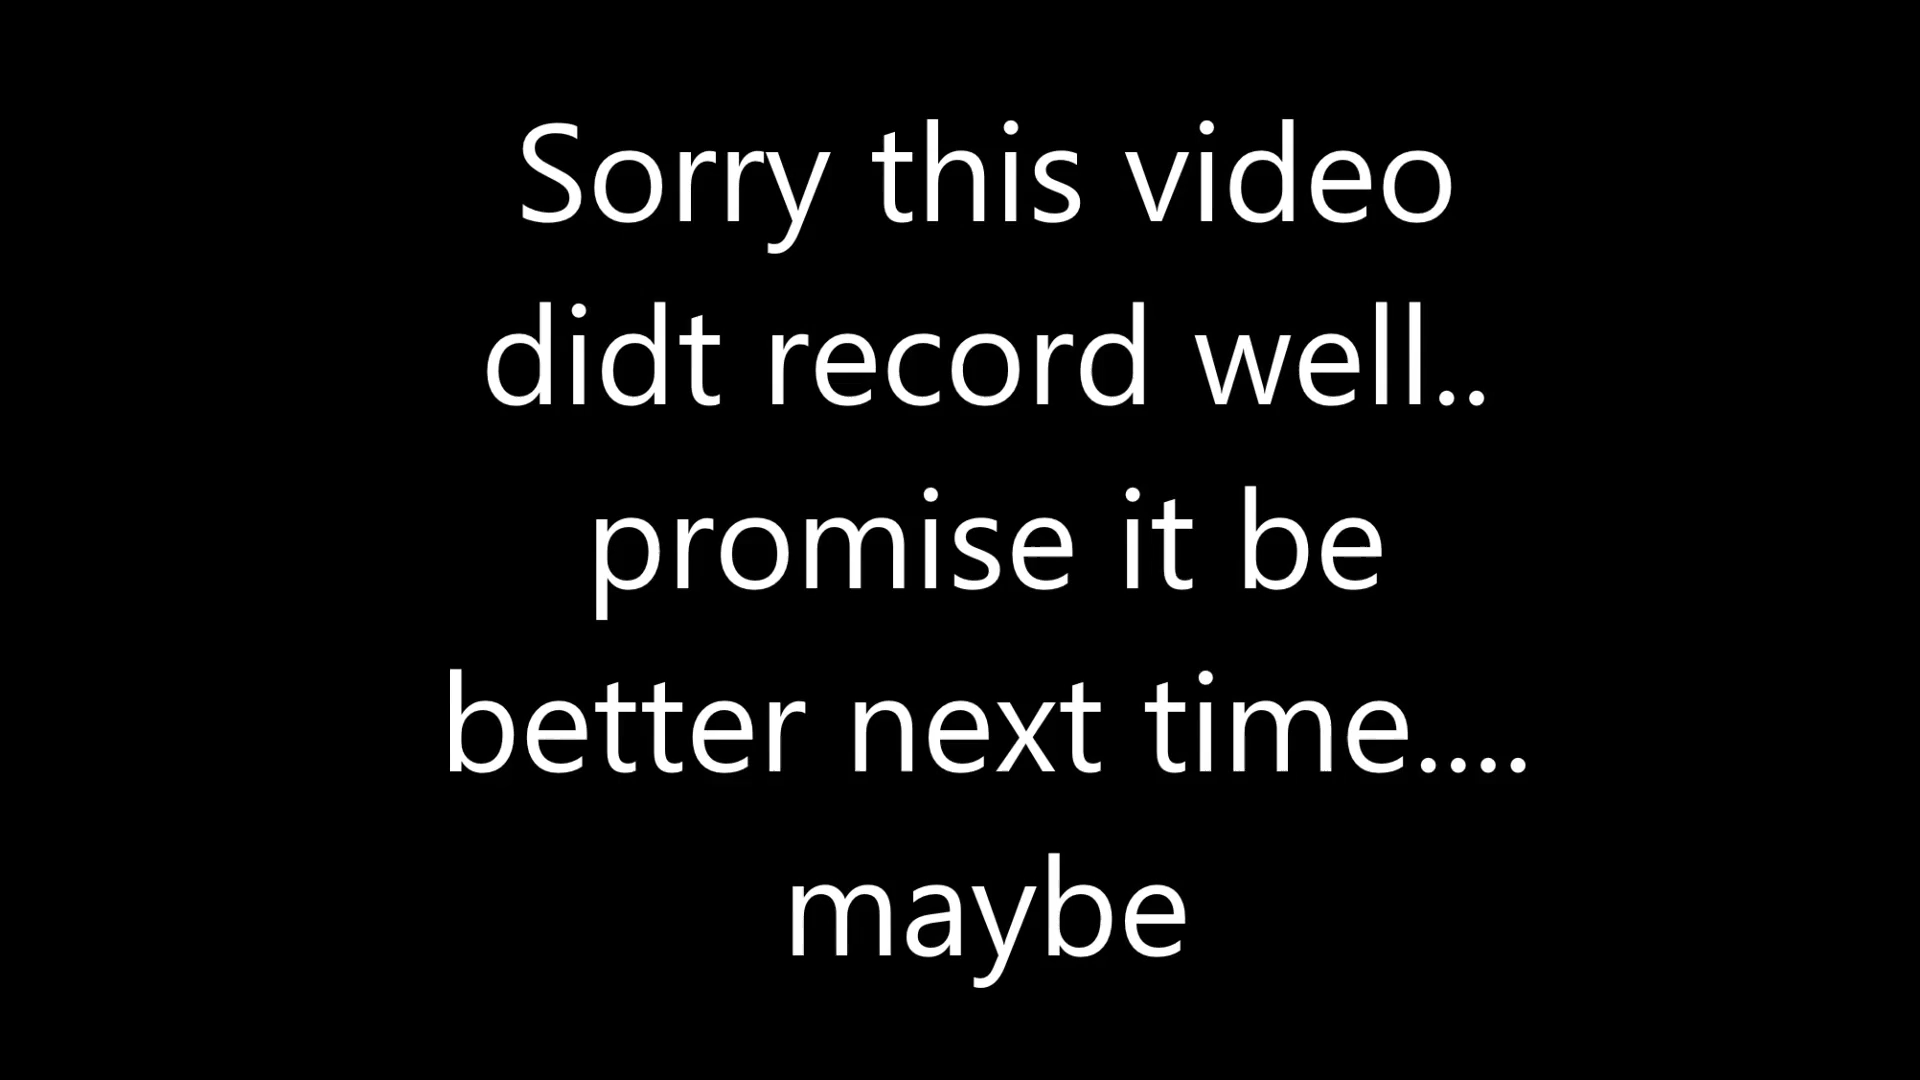 Sorry this video
didt record well..
promise it be
better next time....
maybe